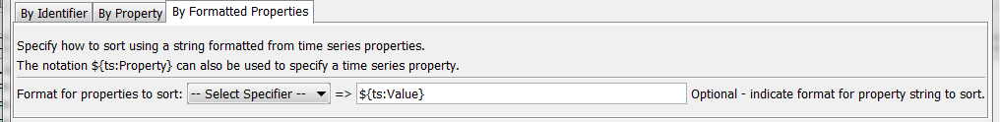 By Identifier By Property By Formatted Properties
Specify how to sort using a string formatted from time series properties.
The notation ${ts:Property} can also be used to specify a time series property.
Format for properties to sort: -- Select Specifier -- => ${ts:Value} Optional - indicate format for property string to sort.